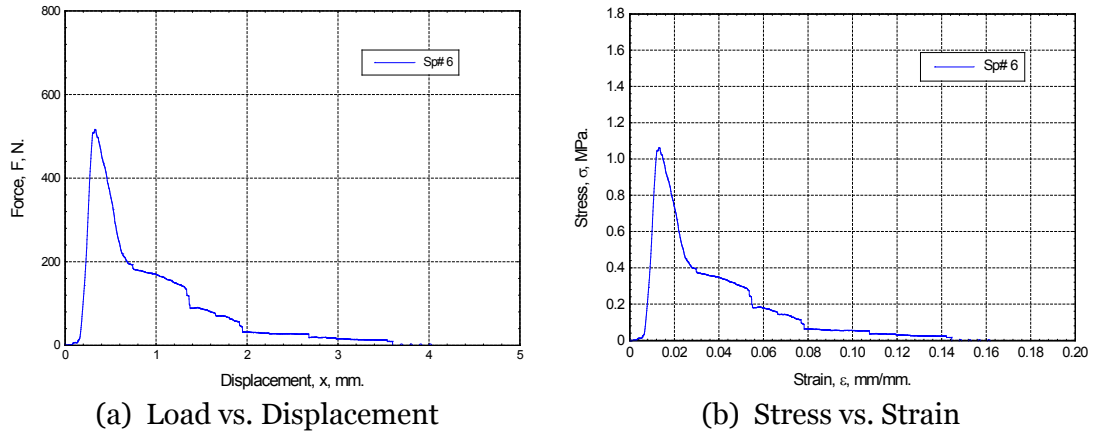 800
600
400
200
0
Force, F, N.
Sp# 6
0 1 2 3 4 5
Displacement, x, mm.
(a) Load vs. Displacement
1.8
1.6
1.4
1.2
1.0
0.8
0.6
0.4
0.2
0
Stress, σ, MPa.
Sp# 6
0 0.02 0.04 0.06 0.08 0.10 0.12 0.14 0.16 0.18 0.20
Strain, ε, mm/mm.
(b) Stress vs. Strain